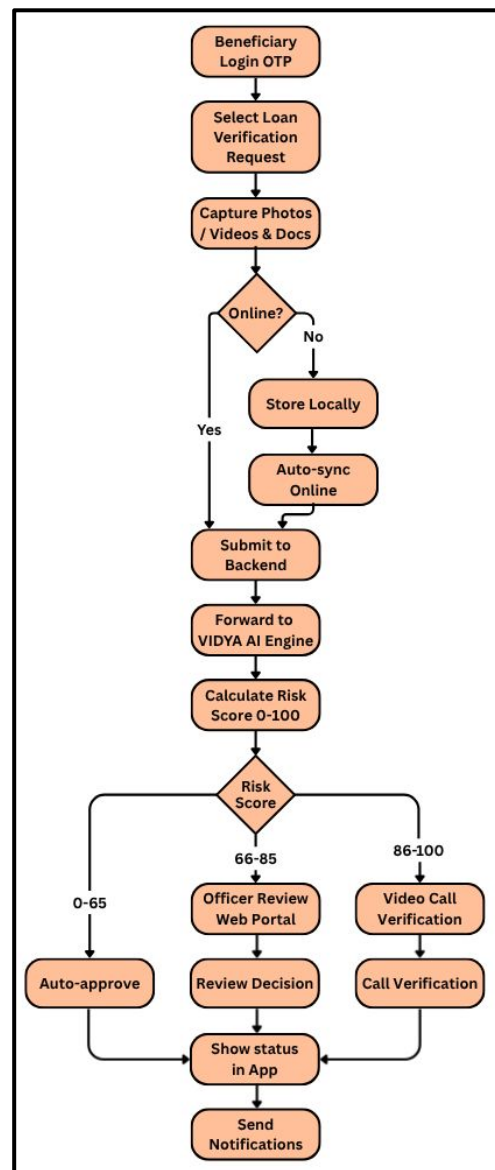 Beneficiary
Login OTP
Select Loan
Verification
Request
Capture Photos
/ Videos & Docs
Online?
No
Store Locally
Yes
Auto-sync
Online
Submit to
Backend
Forward to
VIDYA AI Engine
Calculate Risk
Score 0-100
Risk
Score
66-85
86-100
0-65
Officer Review
Web Portal
Video Call
Verification
Auto-approve
Review Decision
Call Verification
Show status
in App
Send
Notifications